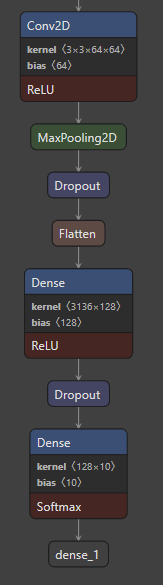 Conv2D
kernel ⟨3×3×64×64⟩
bias ⟨64⟩
ReLU
MaxPooling2D
Dropout
Flatten
Dense
kernel ⟨3136×128⟩
bias ⟨128⟩
ReLU
Dropout
Dense
kernel ⟨128×10⟩
bias ⟨10⟩
Softmax
dense_1